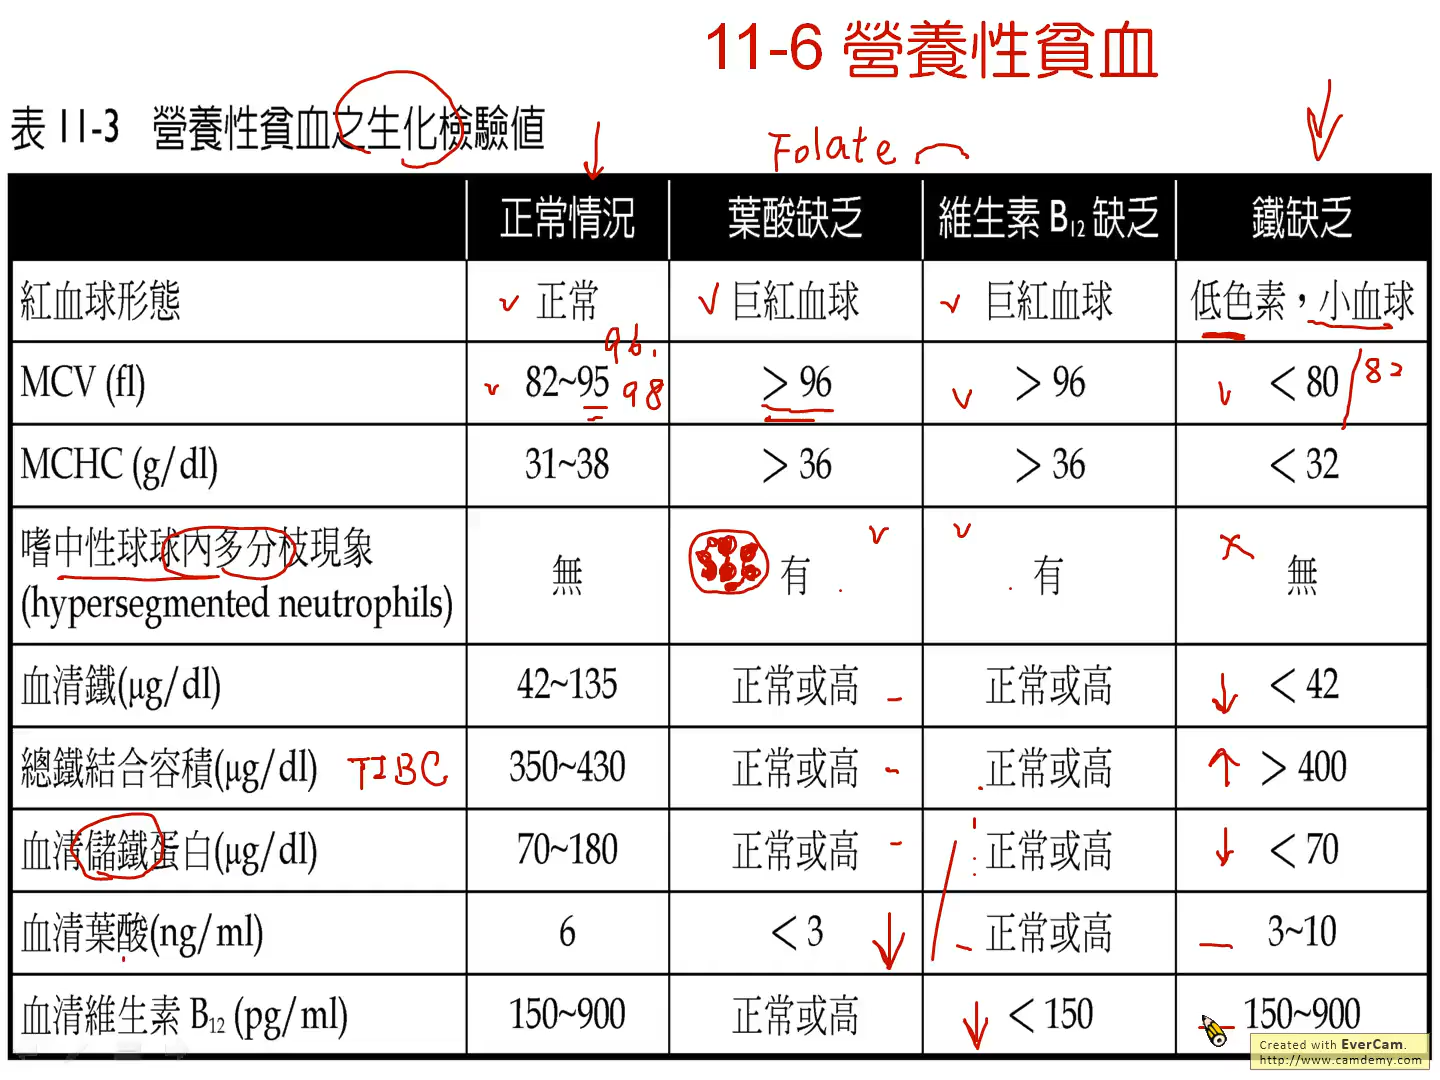 11-6 營養性貧血
表 11-3 營養性貧血之生化檢驗值
Folate
正常情況 葉酸缺乏 維生素 B12 缺乏 鐵缺乏
紅血球形態 正常 巨紅血球 巨紅血球 低色素，小血球
96.
MCV (fl) 82~95 98 > 96 > 96 < 80 / 82
MCHC (g/dl) 31~38 > 36 > 36 < 32
嗜中性球球內多分枝現象
(hypersegmented neutrophils) 無 有 有 無
血清鐵(μg/dl) 42~135 正常或高 正常或高 < 42
總鐵結合容積(μg/dl) TIBC 350~430 正常或高 正常或高 > 400
血清儲鐵蛋白(μg/dl) 70~180 正常或高 正常或高 < 70
血清葉酸(ng/ml) 6 < 3 正常或高 3~10
血清維生素 B12 (pg/ml) 150~900 正常或高 < 150 150~900
Created with EverCam.
http://www.camdemy.com